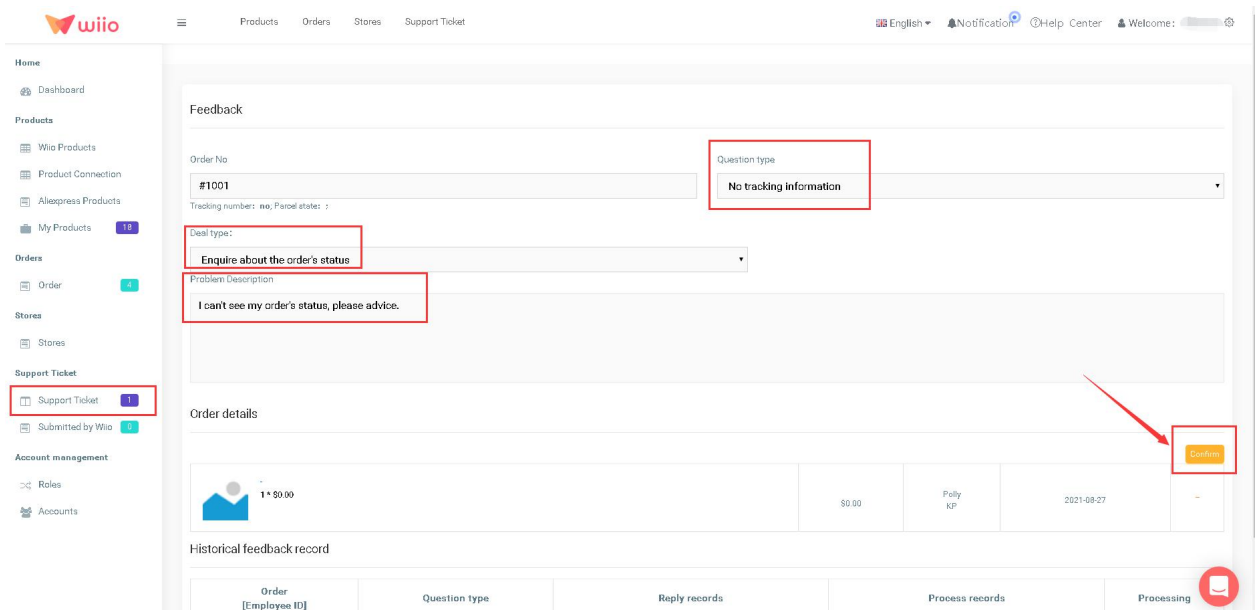 wiio
Products Orders Stores Support Ticket
English Notification Help Center Welcome:
Home
Dashboard
Products
Wiio Products
Product Connection
Aliexpress Products
My Products 18
Orders
Order 4
Stores
Stores
Support Ticket
Support Ticket 1
Submitted by Wiio 0
Account management
Roles
Accounts
Feedback
Order No
#1001
Tracking number: no; Parcel state: ;
Question type
No tracking information
Deal type:
Enquire about the order's status
Problem Description
I can't see my order's status, please advice.
Order details
Confirm
-
1 * $0.00
$0.00
Polly
KP
2021-08-27
-
Historical feedback record
Order
[Employee ID]
Question type
Reply records
Process records
Processing